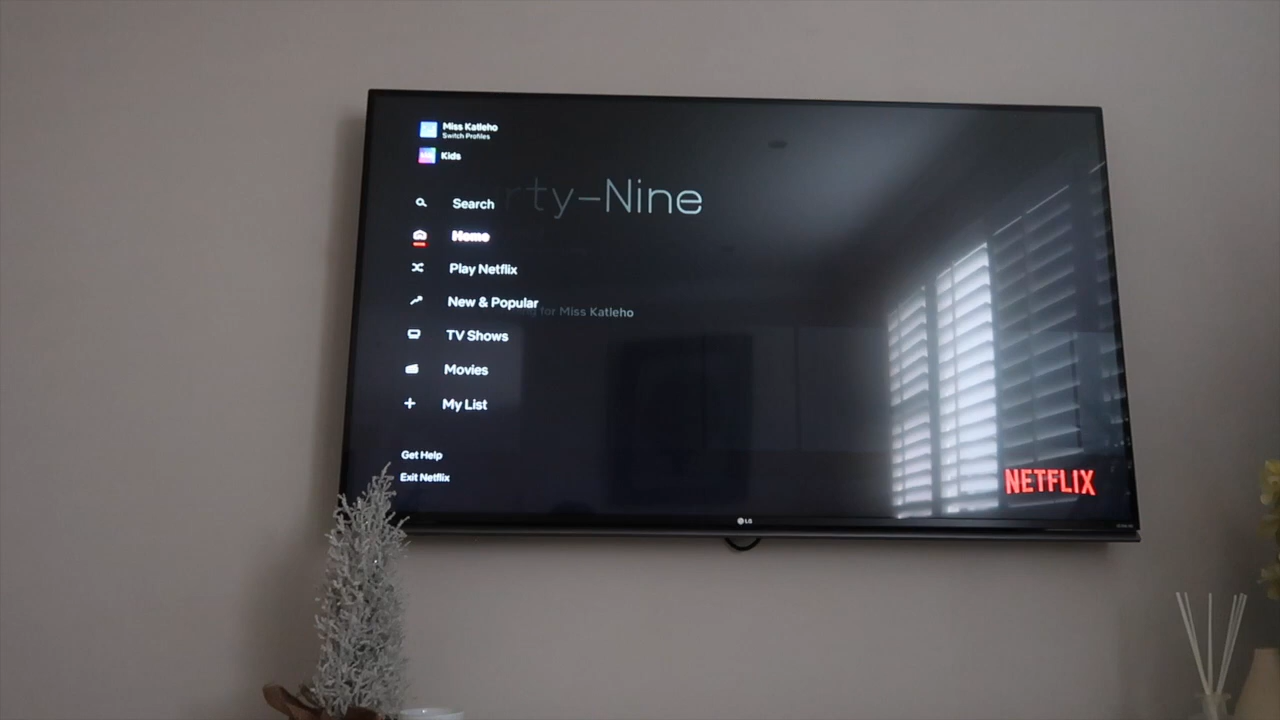 Miss Katleho
Switch Profiles
Kids
rty-Nine
Search
Home
Play Netflix
New & Popular
for Miss Katleho
TV Shows
Movies
My List
Get Help
Exit Netflix
NETFLIX
LG